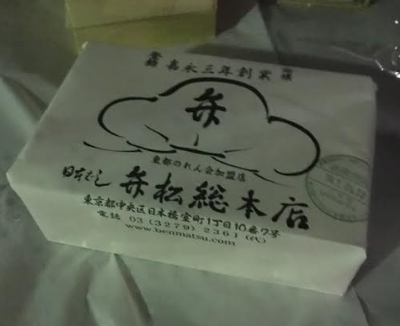 嘉永三年創業
弁
東都のれん会加盟店
日本ばし 弁松総本店
東京都中央区日本橋室町1丁目10番7号
電話 03(3279)2361(代)
www.benmatsu.com